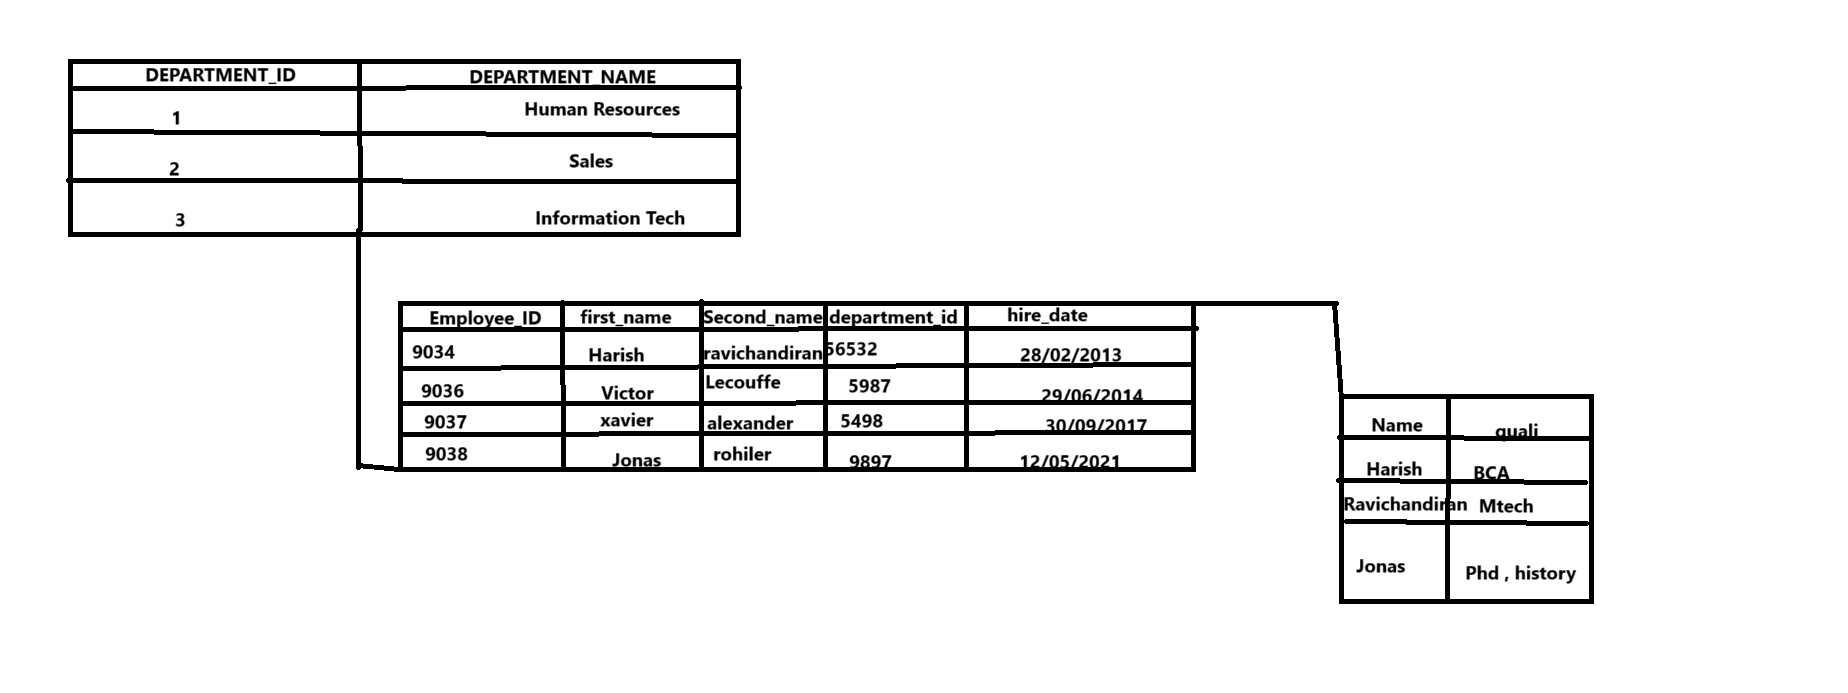 DEPARTMENT_ID DEPARTMENT_NAME
1 Human Resources
2 Sales
3 Information Tech
Employee_ID first_name Second_name department_id hire_date
9034 Harish ravichandiran 56532 28/02/2013
9036 Victor Lecouffe 5987 29/06/2014
9037 xavier alexander 5498 30/09/2017
9038 Jonas rohiler 9897 12/05/2021
Name quali
Harish BCA
Ravichandiran Mtech
Jonas Phd , history